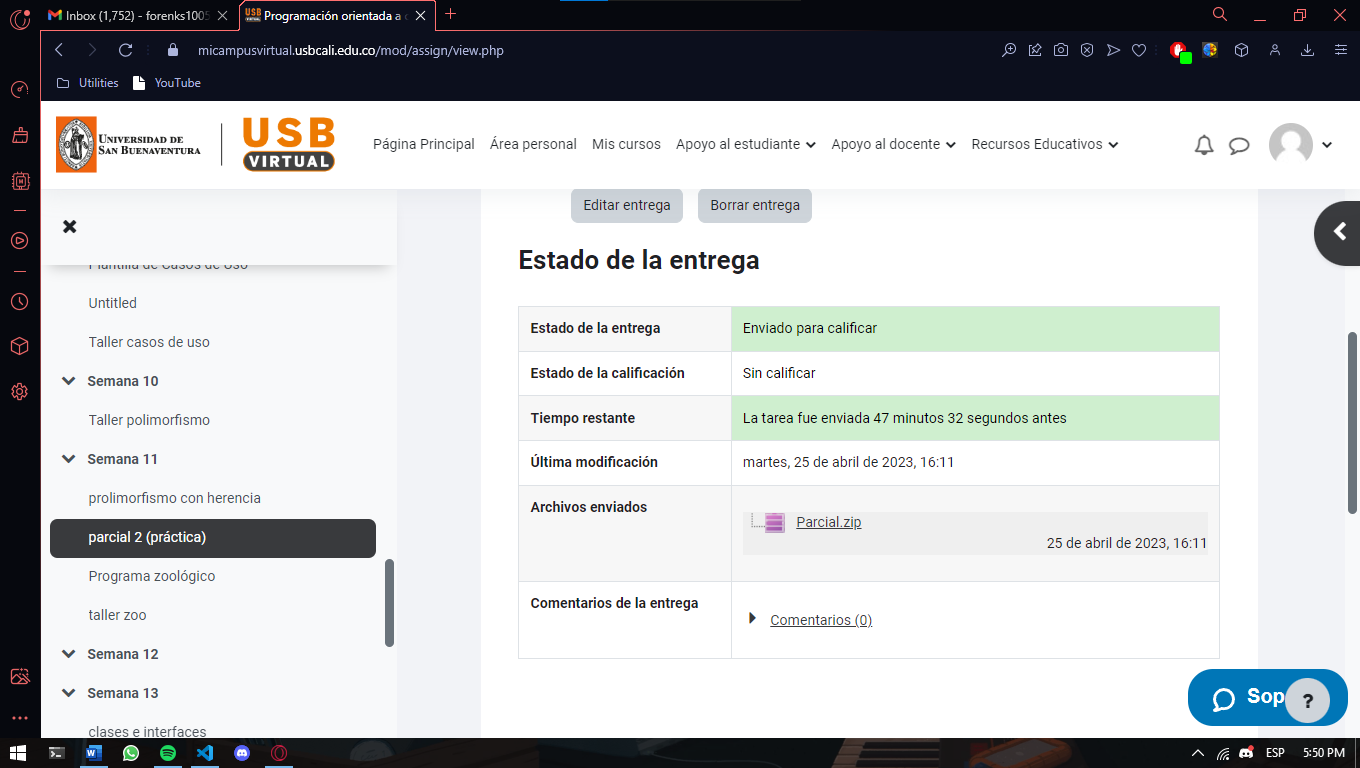 Inbox (1,752) - forenks1005
Programación orientada a o
micampusvirtual.usbcali.edu.co/mod/assign/view.php
Utilities
YouTube
UNIVERSIDAD DE
SAN BUENAVENTURA
USB
VIRTUAL
Página Principal
Área personal
Mis cursos
Apoyo al estudiante
Apoyo al docente
Recursos Educativos
Plantilla de Casos de Uso
Untitled
Taller casos de uso
Semana 10
Taller polimorfismo
Semana 11
prolimorfismo con herencia
parcial 2 (práctica)
Programa zoológico
taller zoo
Semana 12
Semana 13
clases e interfaces
Editar entrega
Borrar entrega
Estado de la entrega
Estado de la entrega
Enviado para calificar
Estado de la calificación
Sin calificar
Tiempo restante
La tarea fue enviada 47 minutos 32 segundos antes
Última modificación
martes, 25 de abril de 2023, 16:11
Archivos enviados
Parcial.zip
25 de abril de 2023, 16:11
Comentarios de la entrega
Comentarios (0)
Sop
?
ESP
5:50 PM